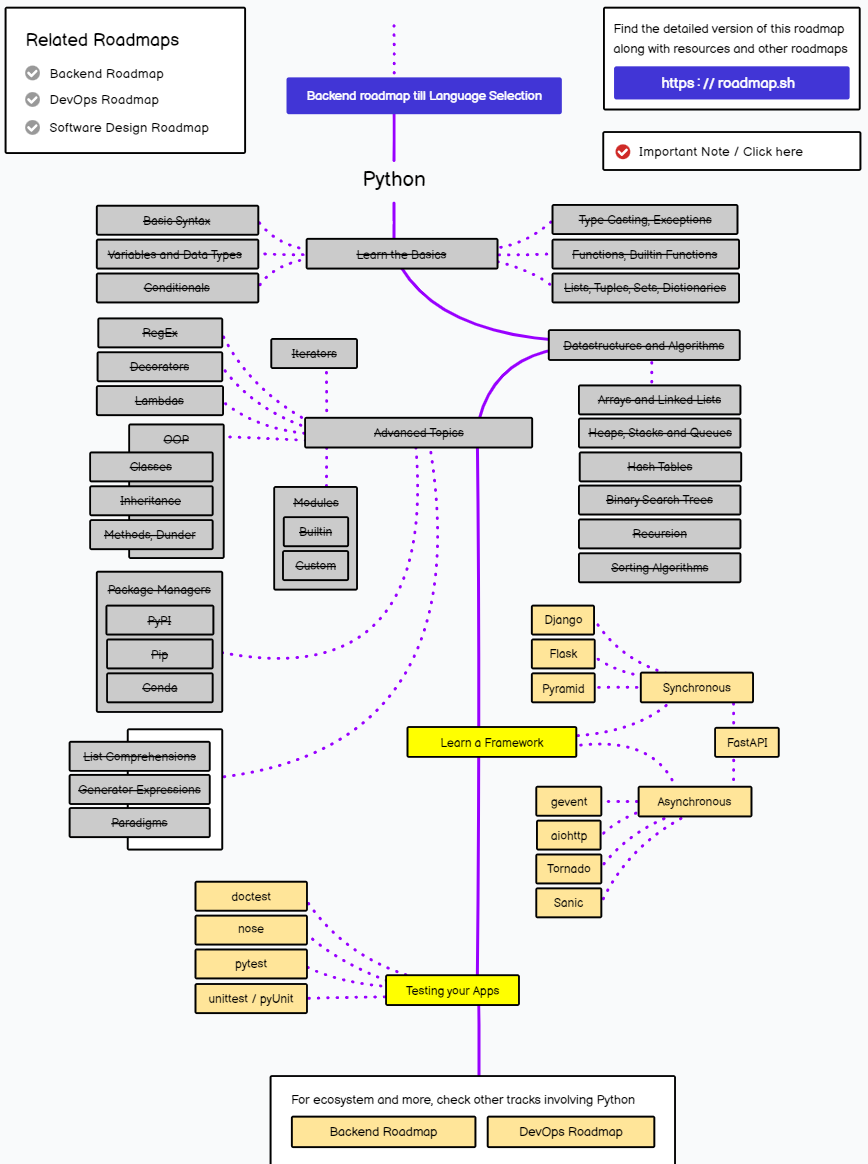 Related Roadmaps
Backend Roadmap
DevOps Roadmap
Software Design Roadmap
Find the detailed version of this roadmap
along with resources and other roadmaps
https://roadmap.sh
Important Note / Click here
Backend roadmap till Language Selection
Python
Basic Syntax
Variables and Data Types
Conditionals
Learn the Basics
Type Casting, Exceptions
Functions, Builtin Functions
Lists, Tuples, Sets, Dictionaries
RegEx
Decorators
Lambdas
Iterators
Datastructures and Algorithms
Advanced Topics
OOP
Classes
Inheritance
Methods, Dunder
Modules
Builtin
Custom
Arrays and Linked Lists
Heaps, Stacks and Queues
Hash Tables
Binary Search Trees
Recursion
Sorting Algorithms
Package Managers
PyPI
Pip
Conda
List Comprehensions
Generator Expressions
Paradigms
Django
Flask
Pyramid
Synchronous
Learn a Framework
FastAPI
Asynchronous
gevent
aiohttp
Tornado
Sanic
doctest
nose
pytest
unittest / pyUnit
Testing your Apps
For ecosystem and more, check other tracks involving Python
Backend Roadmap
DevOps Roadmap